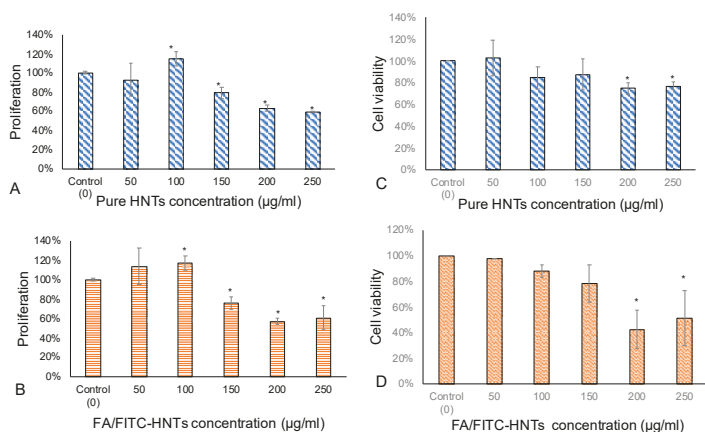 140%
120%
100%
80%
60%
40%
20%
0%
Proliferation
* * * *
Control (0) 50 100 150 200 250
A
Pure HNTs concentration (µg/ml)
140%
120%
100%
80%
60%
40%
20%
0%
Cell viability
* *
Control (0) 50 100 150 200 250
C
Pure HNTs concentration (µg/ml)
140%
120%
100%
80%
60%
40%
20%
0%
Proliferation
* * * *
Control (0) 50 100 150 200 250
B
FA/FITC-HNTs concentration (µg/ml)
120%
100%
80%
60%
40%
20%
0%
Cell viability
* *
Control (0) 50 100 150 200 250
D
FA/FITC-HNTs concentration (µg/ml)